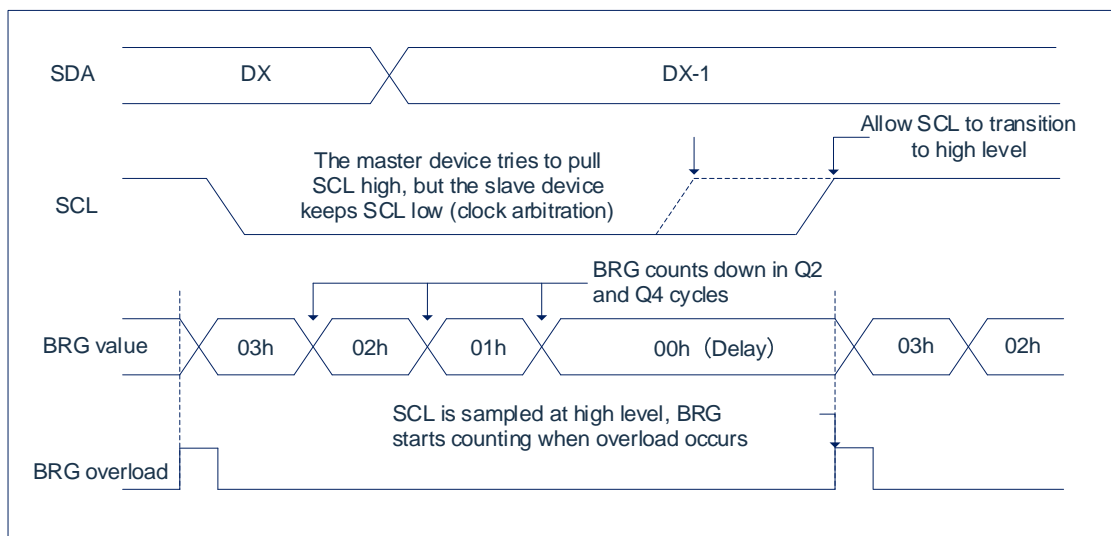 SDA
DX
DX-1
Allow SCL to transition
to high level
The master device tries to pull
SCL high, but the slave device
keeps SCL low (clock arbitration)
SCL
BRG counts down in Q2
and Q4 cycles
BRG value
03h
02h
01h
00h（Delay）
03h
02h
SCL is sampled at high level, BRG
starts counting when overload occurs
BRG overload